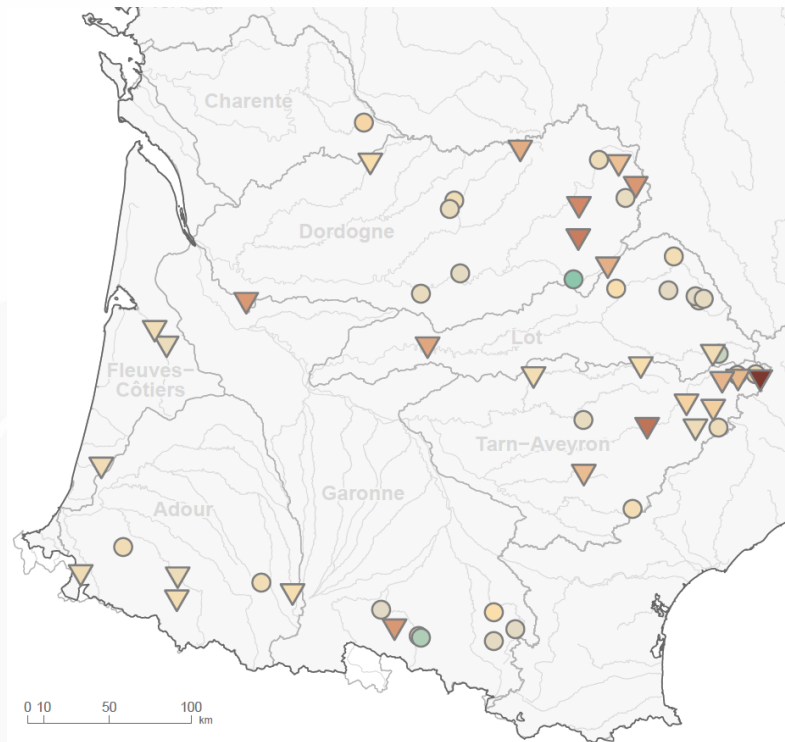 Charente
Dordogne
Lot
Fleuves−
Côtiers
Tarn−Aveyron
Garonne
Adour
0 10 50 100
km